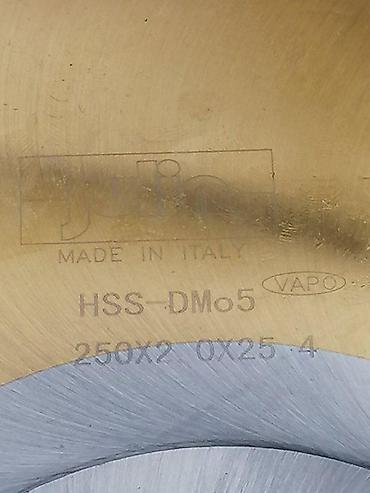 MADE IN ITALY
VAPO
HSS-DMo5
250X2 0X25 4